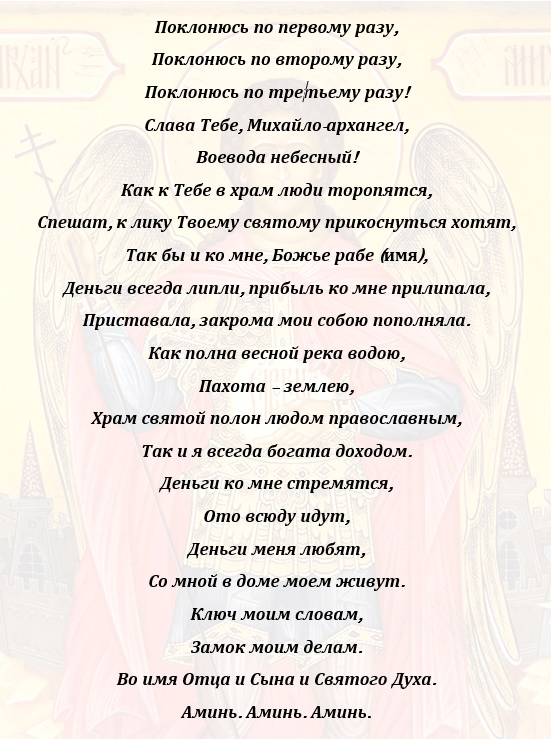 Поклонюсь по первому разу,
Поклонюсь по второму разу,
Поклонюсь по третьему разу!
Слава Тебе, Михайло-архангел,
Воевода небесный!
Как к Тебе в храм люди торопятся,
Спешат, к лику Твоему святому прикоснуться хотят,
Так бы и ко мне, Божье рабе (имя),
Деньги всегда липли, прибыль ко мне прилипала,
Приставала, закрома мои собою пополняла.
Как полна весной река водою,
Пахота – землею,
Храм святой полон людом православным,
Так и я всегда богата доходом.
Деньги ко мне стремятся,
Ото всюду идут,
Деньги меня любят,
Со мной в доме моем живут.
Ключ моим словам,
Замок моим делам.
Во имя Отца и Сына и Святого Духа.
Аминь. Аминь. Аминь.